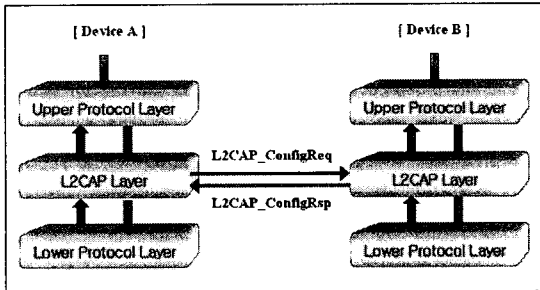 [ Device A ]
[ Device B ]
Upper Protocol Layer
Upper Protocol Layer
L2CAP_ConfigReq
L2CAP Layer
L2CAP Layer
L2CAP_ConfigRsp
Lower Protocol Layer
Lower Protocol Layer